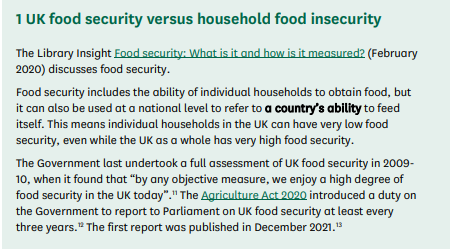 1 UK food security versus household food insecurity
The Library Insight Food security: What is it and how is it measured? (February
2020) discusses food security.
Food security includes the ability of individual households to obtain food, but
it can also be used at a national level to refer to a country's ability to feed
itself. This means individual households in the UK can have very low food
security, even while the UK as a whole has very high food security.
The Government last undertook a full assessment of UK food security in 2009-
10, when it found that “by any objective measure, we enjoy a high degree of
food security in the UK today”.¹¹ The Agriculture Act 2020 introduced a duty on
the Government to report to Parliament on UK food security at least every
three years.¹² The first report was published in December 2021.¹³